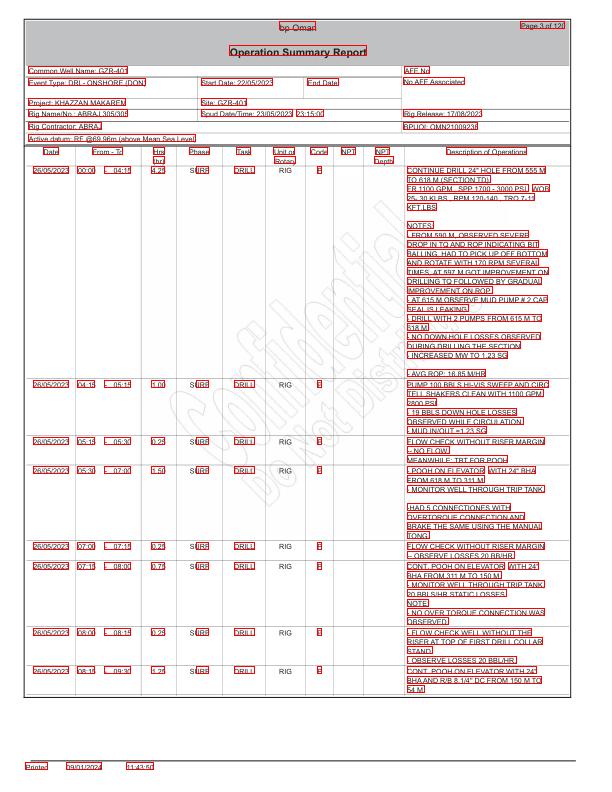 bp Oman
Page 3 of 120
Operation Summary Report
Common Well Name: GZR-401
AFE No
Event Type: DRL- ONSHORE (DON)
Start Date: 22/05/2023
End Date:
No AFE Associated
Project: KHAZZAN MAKAREM
Site: GZR-401
Rig Name/No.: ABRAJ 305/305
Spud Date/Time: 23/05/2023 23:15:00
Rig Release: 17/08/2023
Rig Contractor: ABRAJ
BPUOI: OMN21009236
Active datum: RF @69.96m (above Mean Sea Level)
Date From - To Hrs (hr) Phase Task Unit or Rotary Code NPT NPT Depth Description of Operations
26/05/2023 00:00 - 04:15 4.25 SURF DRILL RIG P CONTINUE DRILL 24" HOLE FROM 555 M
TO 618 M (SECTION TD).
FR 1100 GPM , SPP 1700 - 3000 PSI, WOB
25- 30 KLBS , RPM 120-140 , TRQ 7-11
KFT.LBS
NOTES:
- FROM 590 M, OBSERVED SEVERE
DROP IN TQ AND ROP INDICATING BIT
BALLING. HAD TO PICK UP OFF BOTTOM
AND ROTATE WITH 170 RPM SEVERAL
TIMES. AT 597 M GOT IMPROVEMENT ON
DRILLING TQ FOLLOWED BY GRADUAL
IMPROVEMENT ON ROP.
- AT 615 M OBSERVE MUD PUMP # 2 CAP
SEAL IS LEAKING.
- DRILL WITH 2 PUMPS FROM 615 M TO
618 M.
- NO DOWN HOLE LOSSES OBSERVED
DURING DRILLING THE SECTION
- INCREASED MW TO 1.23 SG
- AVG ROP: 16.85 M/HR
26/05/2023 04:15 - 05:15 1.00 SURF DRILL RIG P PUMP 100 BBLS HI-VIS SWEEP AND CIRC
TELL SHAKERS CLEAN WITH 1100 GPM,
2800 PSI
- 19 BBLS DOWN HOLE LOSSES
OBSERVED WHILE CIRCULATION.
- MUD IN/OUT =1.23 SG
26/05/2023 05:15 - 05:30 0.25 SURF DRILL RIG P FLOW CHECK WITHOUT RISER MARGIN
-- NO FLOW.
MEANWHILE: TBT FOR POOH
26/05/2023 05:30 - 07:00 1.50 SURF DRILL RIG P - POOH ON ELEVATOR WITH 24" BHA
FROM 618 M TO 311 M.
- MONITOR WELL THROUGH TRIP TANK.
-HAD 5 CONNECTIONES WITH
OVERTORQUE CONNECTION AND
BRAKE THE SAME USING THE MANUAL
TONG.
26/05/2023 07:00 - 07:15 0.25 SURF DRILL RIG P FLOW CHECK WITHOUT RISER MARGIN
-- OBSERVE LOSSES 20 BB/HR
26/05/2023 07:15 - 08:00 0.75 SURF DRILL RIG P CONT. POOH ON ELEVATOR WITH 24"
BHA FROM 311 M TO 150 M.
- MONITOR WELL THROUGH TRIP TANK.
20 BBLS/HR STATIC LOSSES.
NOTE:
- NO OVER TORQUE CONNECTION WAS
OBSERVED.
26/05/2023 08:00 - 08:15 0.25 SURF DRILL RIG P - FLOW CHECK WELL WITHOUT THE
RISER AT TOP OF FIRST DRILL COLLAR
STAND.
- OBSERVE LOSSES 20 BBL/HR.
26/05/2023 08:15 - 09:30 1.25 SURF DRILL RIG P CONT. POOH ON ELEVATOR WITH 24"
BHA AND R/B 8.1/4" DC FROM 150 M TO
54 M.
Confidential
Do Not Distribute
Printed 09/01/2024 11:43:50